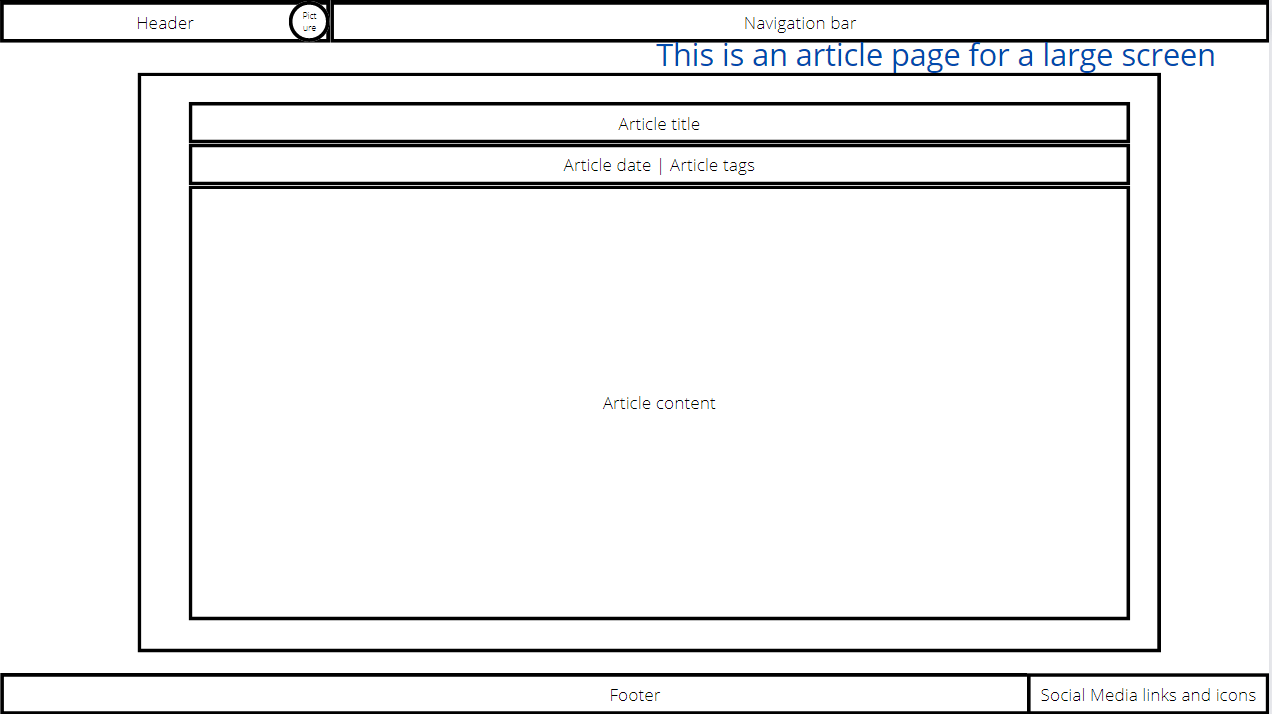 Header
Pict
ure
Navigation bar
This is an article page for a large screen
Article title
Article date | Article tags
Article content
Footer
Social Media links and icons